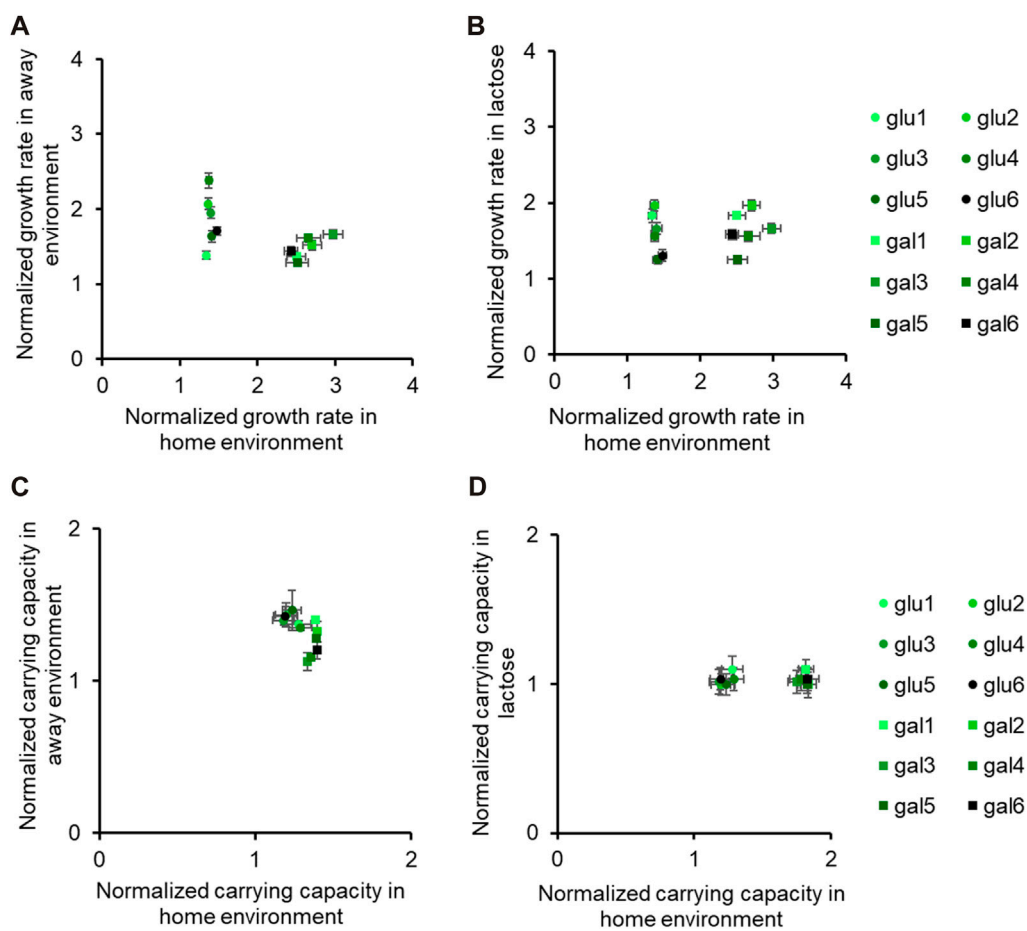 A
Normalized growth rate in away
environment
4
3
2
1
0
0 1 2 3 4
Normalized growth rate in
home environment
B
Normalized growth rate in lactose
4
3
2
1
0
0 1 2 3 4
Normalized growth rate in
home environment
glu1 glu2
glu3 glu4
glu5 glu6
gal1 gal2
gal3 gal4
gal5 gal6
C
Normalized carrying capacity in
away environment
2
1
0
0 1 2
Normalized carrying capacity in
home environment
D
Normalized carrying capacity in
lactose
2
1
0
0 1 2
Normalized carrying capacity in
home environment
glu1 glu2
glu3 glu4
glu5 glu6
gal1 gal2
gal3 gal4
gal5 gal6